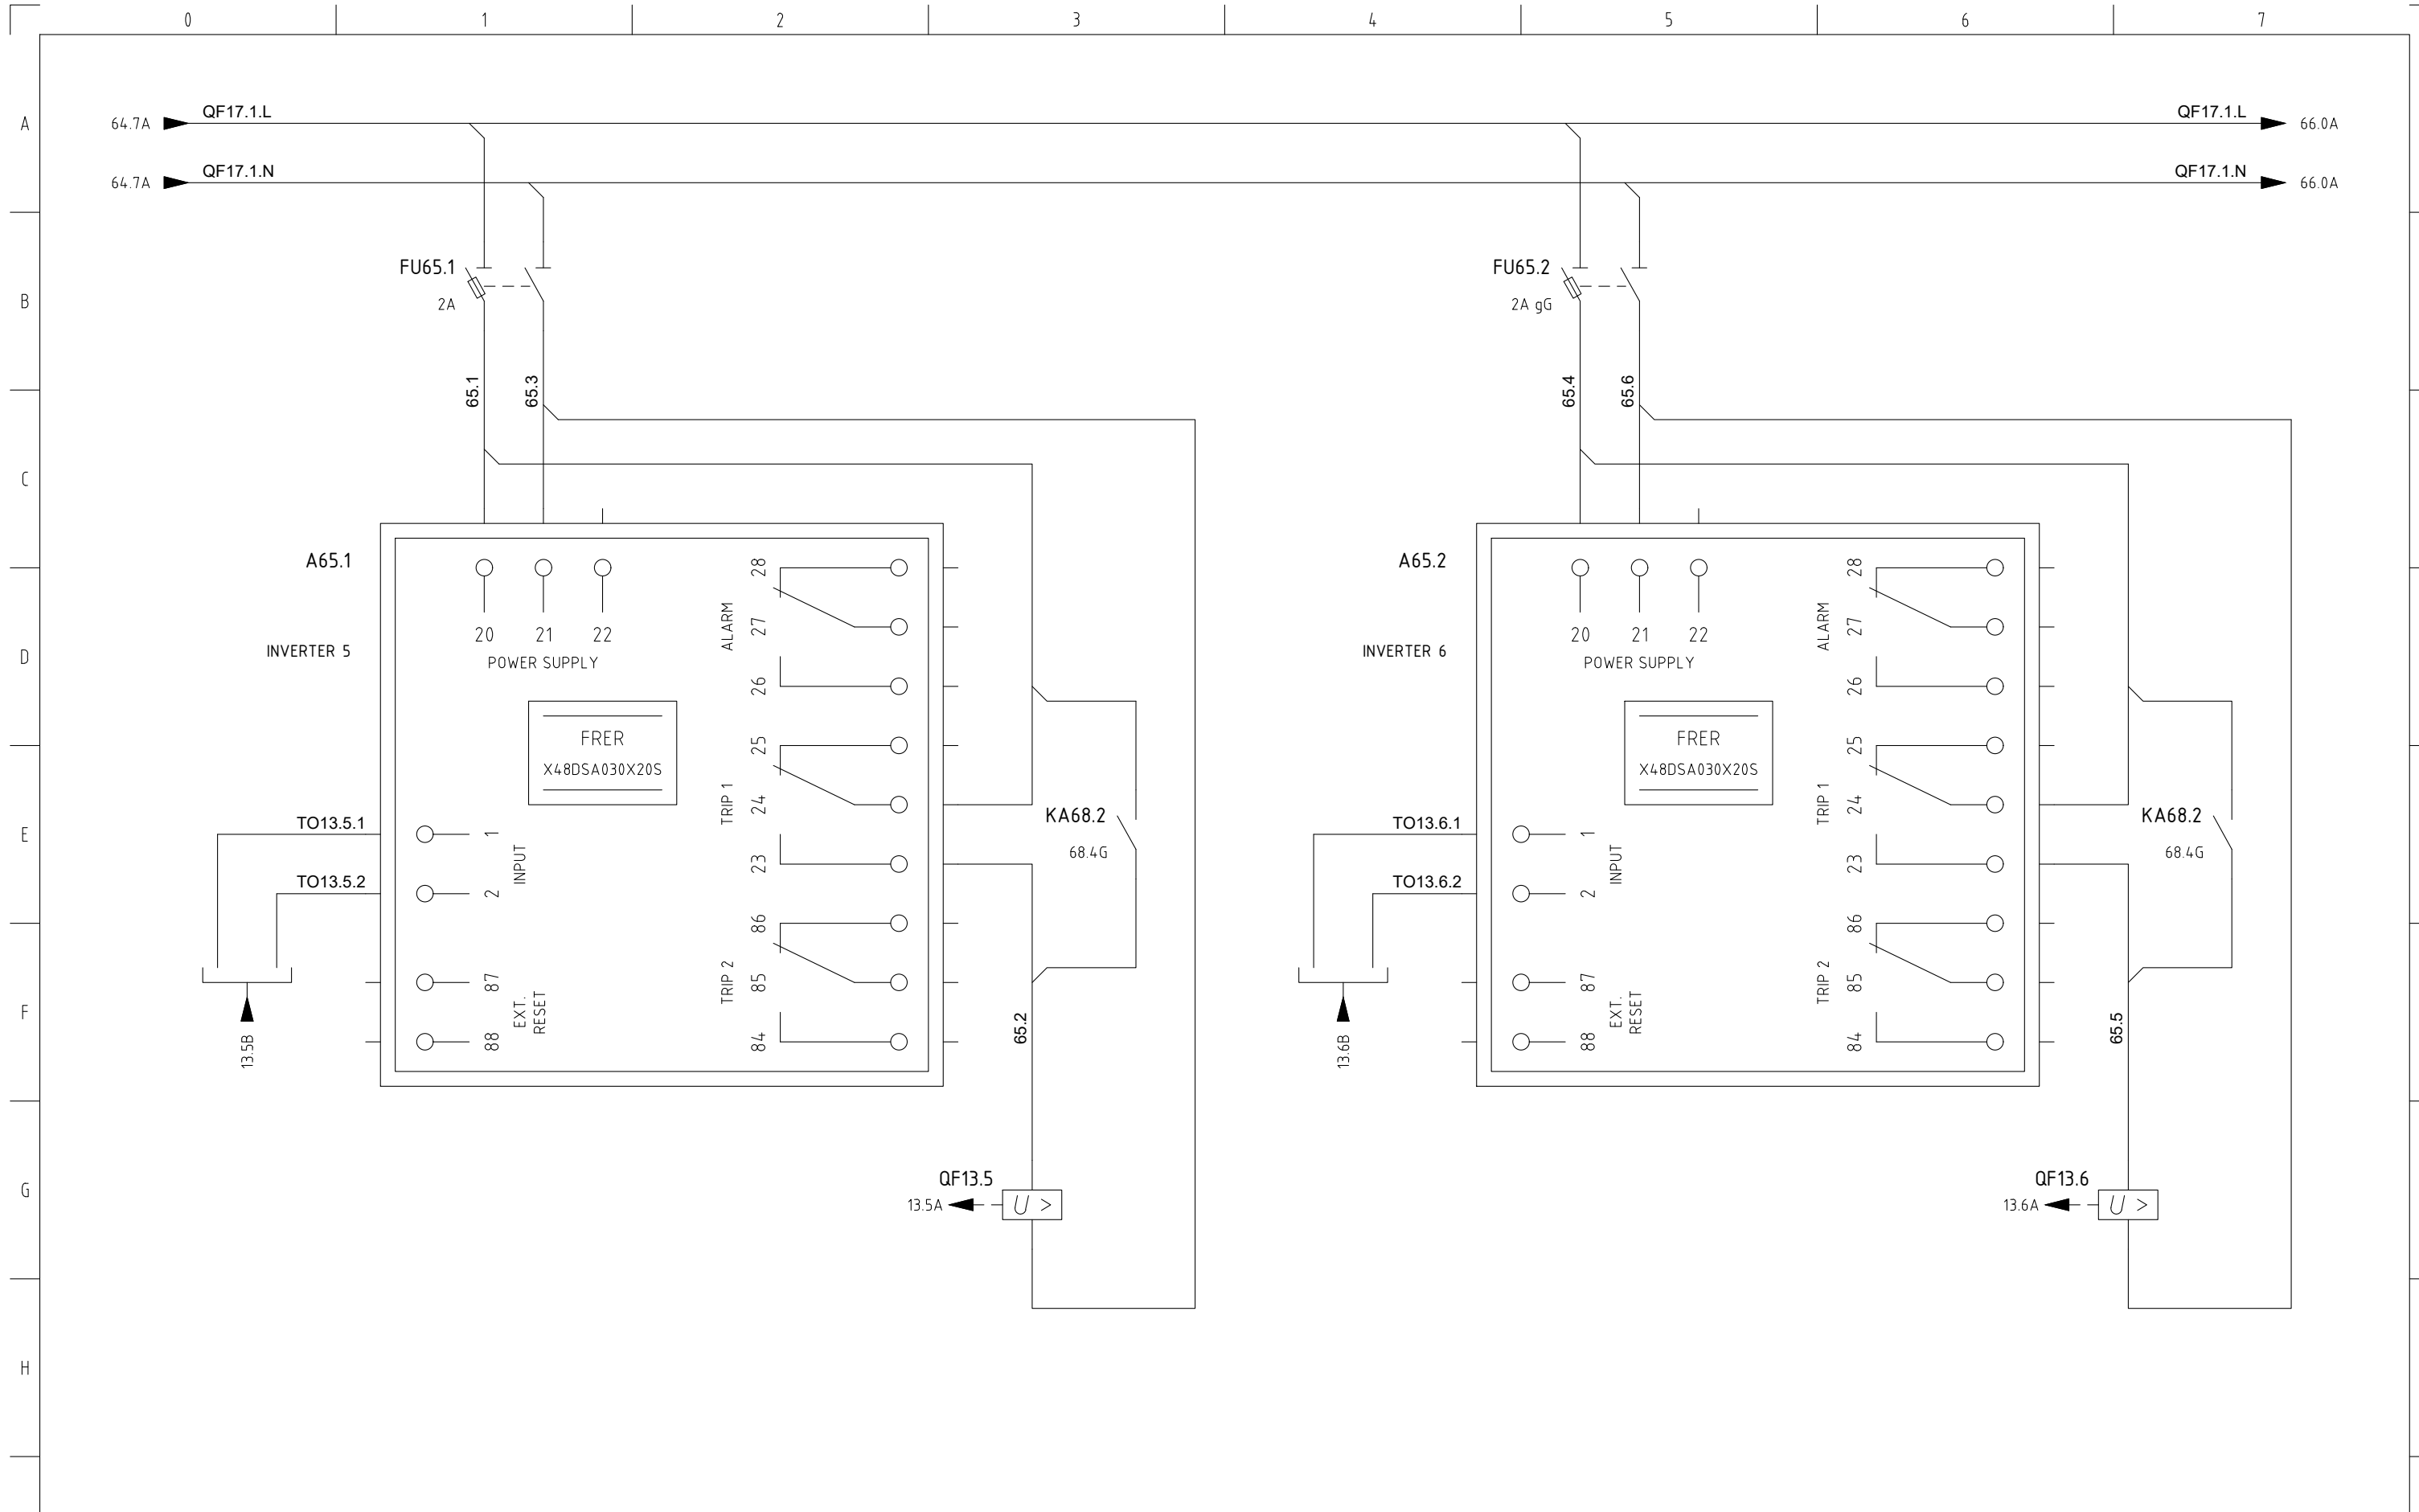 0 1 2 3 4 5 6 7
A
64.7A QF17.1.L QF17.1.L 66.0A
64.7A QF17.1.N QF17.1.N 66.0A
B
FU65.1
2A
FU65.2
2A gG
65.1 65.3
65.4 65.6
C
A65.1
INVERTER 5
20 21 22
POWER SUPPLY
FRER
X48DSA030X20S
28
27
26
ALARM
25
24
23
TRIP 1
86
85
84
TRIP 2
TO13.5.1
TO13.5.2
1
2
INPUT
87
88
EXT.
RESET
13.5B
KA68.2
68.4G
65.2
QF13.5
13.5A U >
A65.2
INVERTER 6
20 21 22
POWER SUPPLY
FRER
X48DSA030X20S
28
27
26
ALARM
25
24
23
TRIP 1
86
85
84
TRIP 2
TO13.6.1
TO13.6.2
1
2
INPUT
87
88
EXT.
RESET
13.6B
KA68.2
68.4G
65.5
QF13.6
13.6A U >
D
E
F
G
H